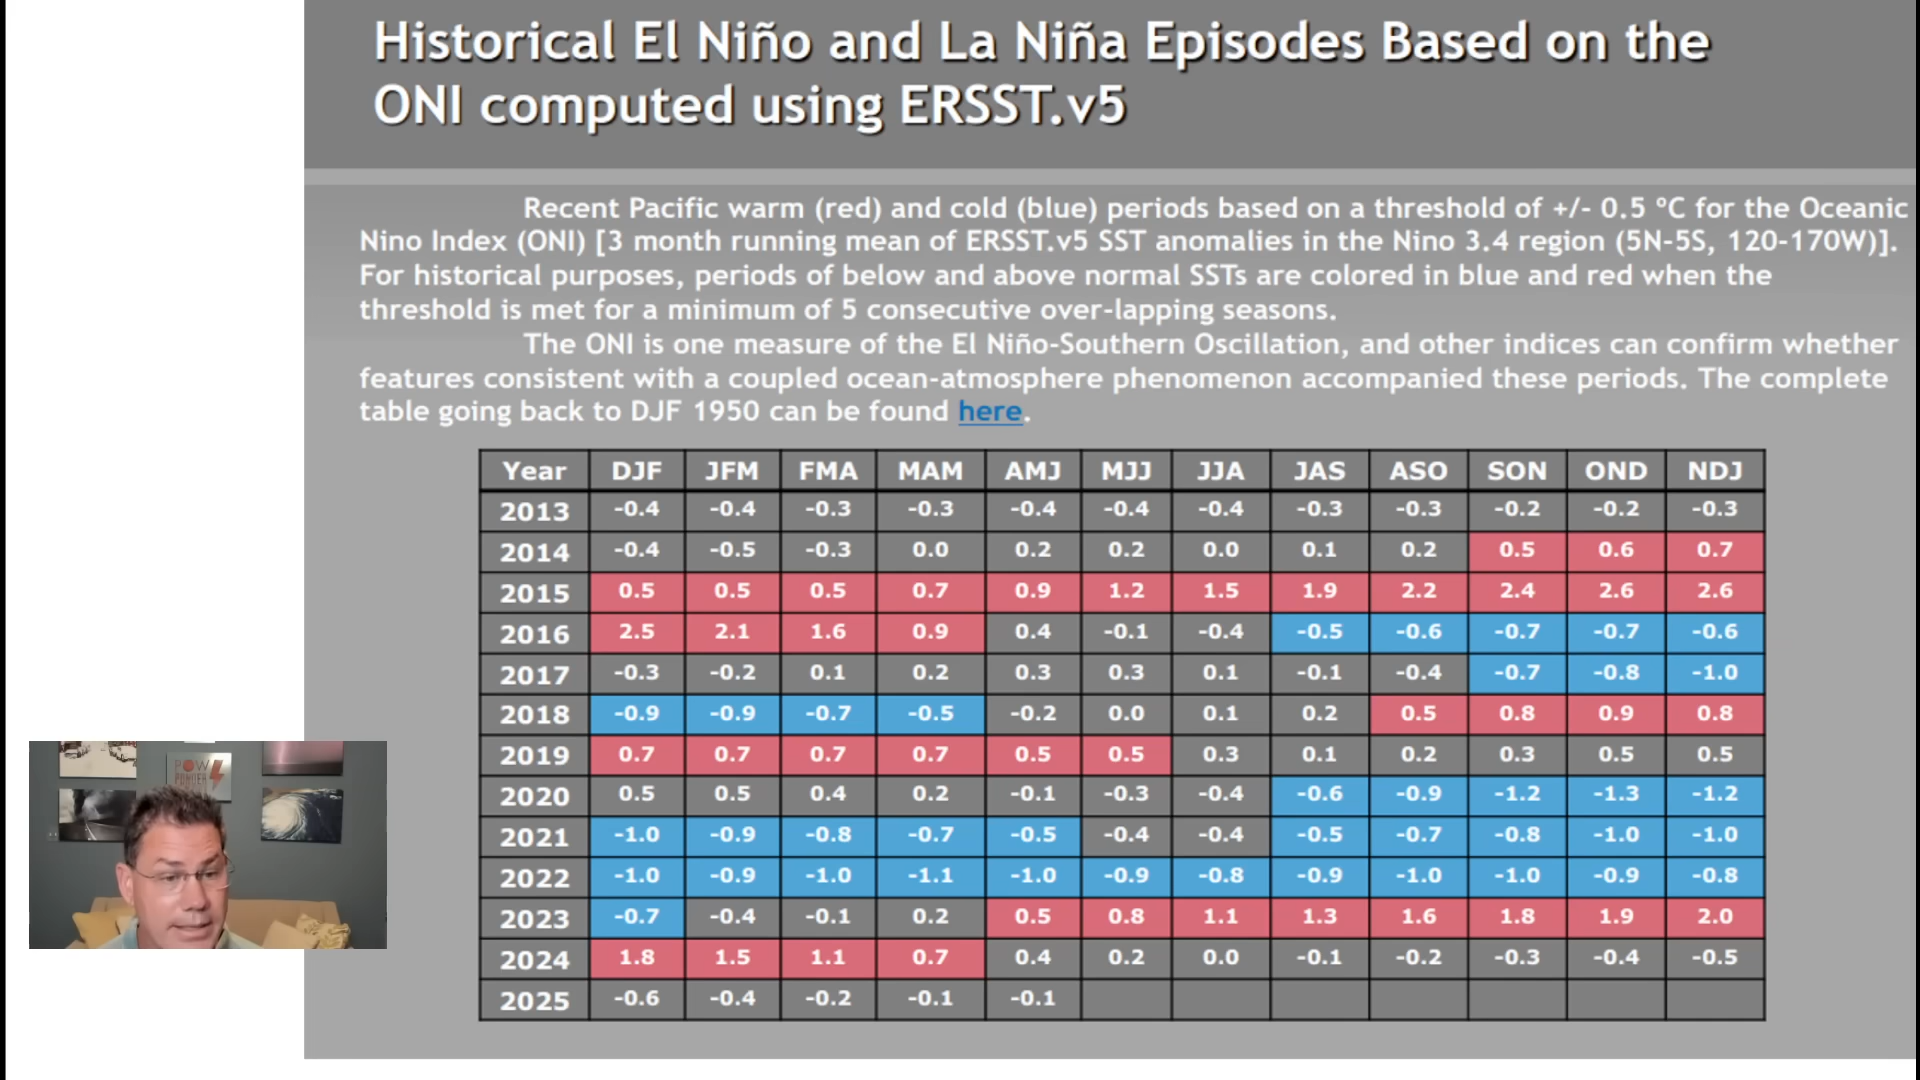 Historical El Niño and La Niña Episodes Based on the
ONI computed using ERSST.v5
Recent Pacific warm (red) and cold (blue) periods based on a threshold of +/- 0.5 ºC for the Oceanic
Nino Index (ONI) [3 month running mean of ERSST.v5 SST anomalies in the Nino 3.4 region (5N-5S, 120-170W)].
For historical purposes, periods of below and above normal SSTs are colored in blue and red when the
threshold is met for a minimum of 5 consecutive over-lapping seasons.
The ONI is one measure of the El Niño-Southern Oscillation, and other indices can confirm whether
features consistent with a coupled ocean-atmosphere phenomenon accompanied these periods. The complete
table going back to DJF 1950 can be found here.
Year DJF JFM FMA MAM AMJ MJJ JJA JAS ASO SON OND NDJ
2013 -0.4 -0.4 -0.3 -0.3 -0.4 -0.4 -0.4 -0.3 -0.3 -0.2 -0.2 -0.3
2014 -0.4 -0.5 -0.3 0.0 0.2 0.2 0.0 0.1 0.2 0.5 0.6 0.7
2015 0.5 0.5 0.5 0.7 0.9 1.2 1.5 1.9 2.2 2.4 2.6 2.6
2016 2.5 2.1 1.6 0.9 0.4 -0.1 -0.4 -0.5 -0.6 -0.7 -0.7 -0.6
2017 -0.3 -0.2 0.1 0.2 0.3 0.3 0.1 -0.1 -0.4 -0.7 -0.8 -1.0
2018 -0.9 -0.9 -0.7 -0.5 -0.2 0.0 0.1 0.2 0.5 0.8 0.9 0.8
2019 0.7 0.7 0.7 0.7 0.5 0.5 0.3 0.1 0.2 0.3 0.5 0.5
2020 0.5 0.5 0.4 0.2 -0.1 -0.3 -0.4 -0.6 -0.9 -1.2 -1.3 -1.2
2021 -1.0 -0.9 -0.8 -0.7 -0.5 -0.4 -0.4 -0.5 -0.7 -0.8 -1.0 -1.0
2022 -1.0 -0.9 -1.0 -1.1 -1.0 -0.9 -0.8 -0.9 -1.0 -1.0 -0.9 -0.8
2023 -0.7 -0.4 -0.1 0.2 0.5 0.8 1.1 1.3 1.6 1.8 1.9 2.0
2024 1.8 1.5 1.1 0.7 0.4 0.2 0.0 -0.1 -0.2 -0.3 -0.4 -0.5
2025 -0.6 -0.4 -0.2 -0.1 -0.1
POW
POWDER